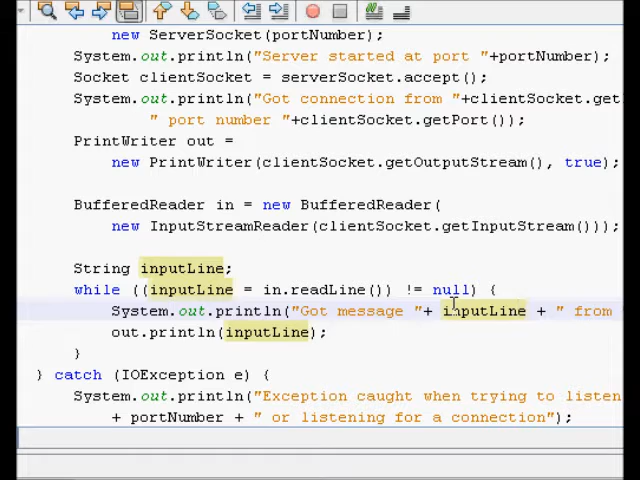 new ServerSocket(portNumber);
System.out.println("Server started at port "+portNumber);
Socket clientSocket = serverSocket.accept();
System.out.println("Got connection from "+clientSocket.get
" port number "+clientSocket.getPort());
PrintWriter out =
new PrintWriter(clientSocket.getOutputStream(), true);
BufferedReader in = new BufferedReader(
new InputStreamReader(clientSocket.getInputStream()));
String inputLine;
while ((inputLine = in.readLine()) != null) {
System.out.println("Got message "+ inputLine + " from
out.println(inputLine);
}
} catch (IOException e) {
System.out.println("Exception caught when trying to listen
+ portNumber + " or listening for a connection");